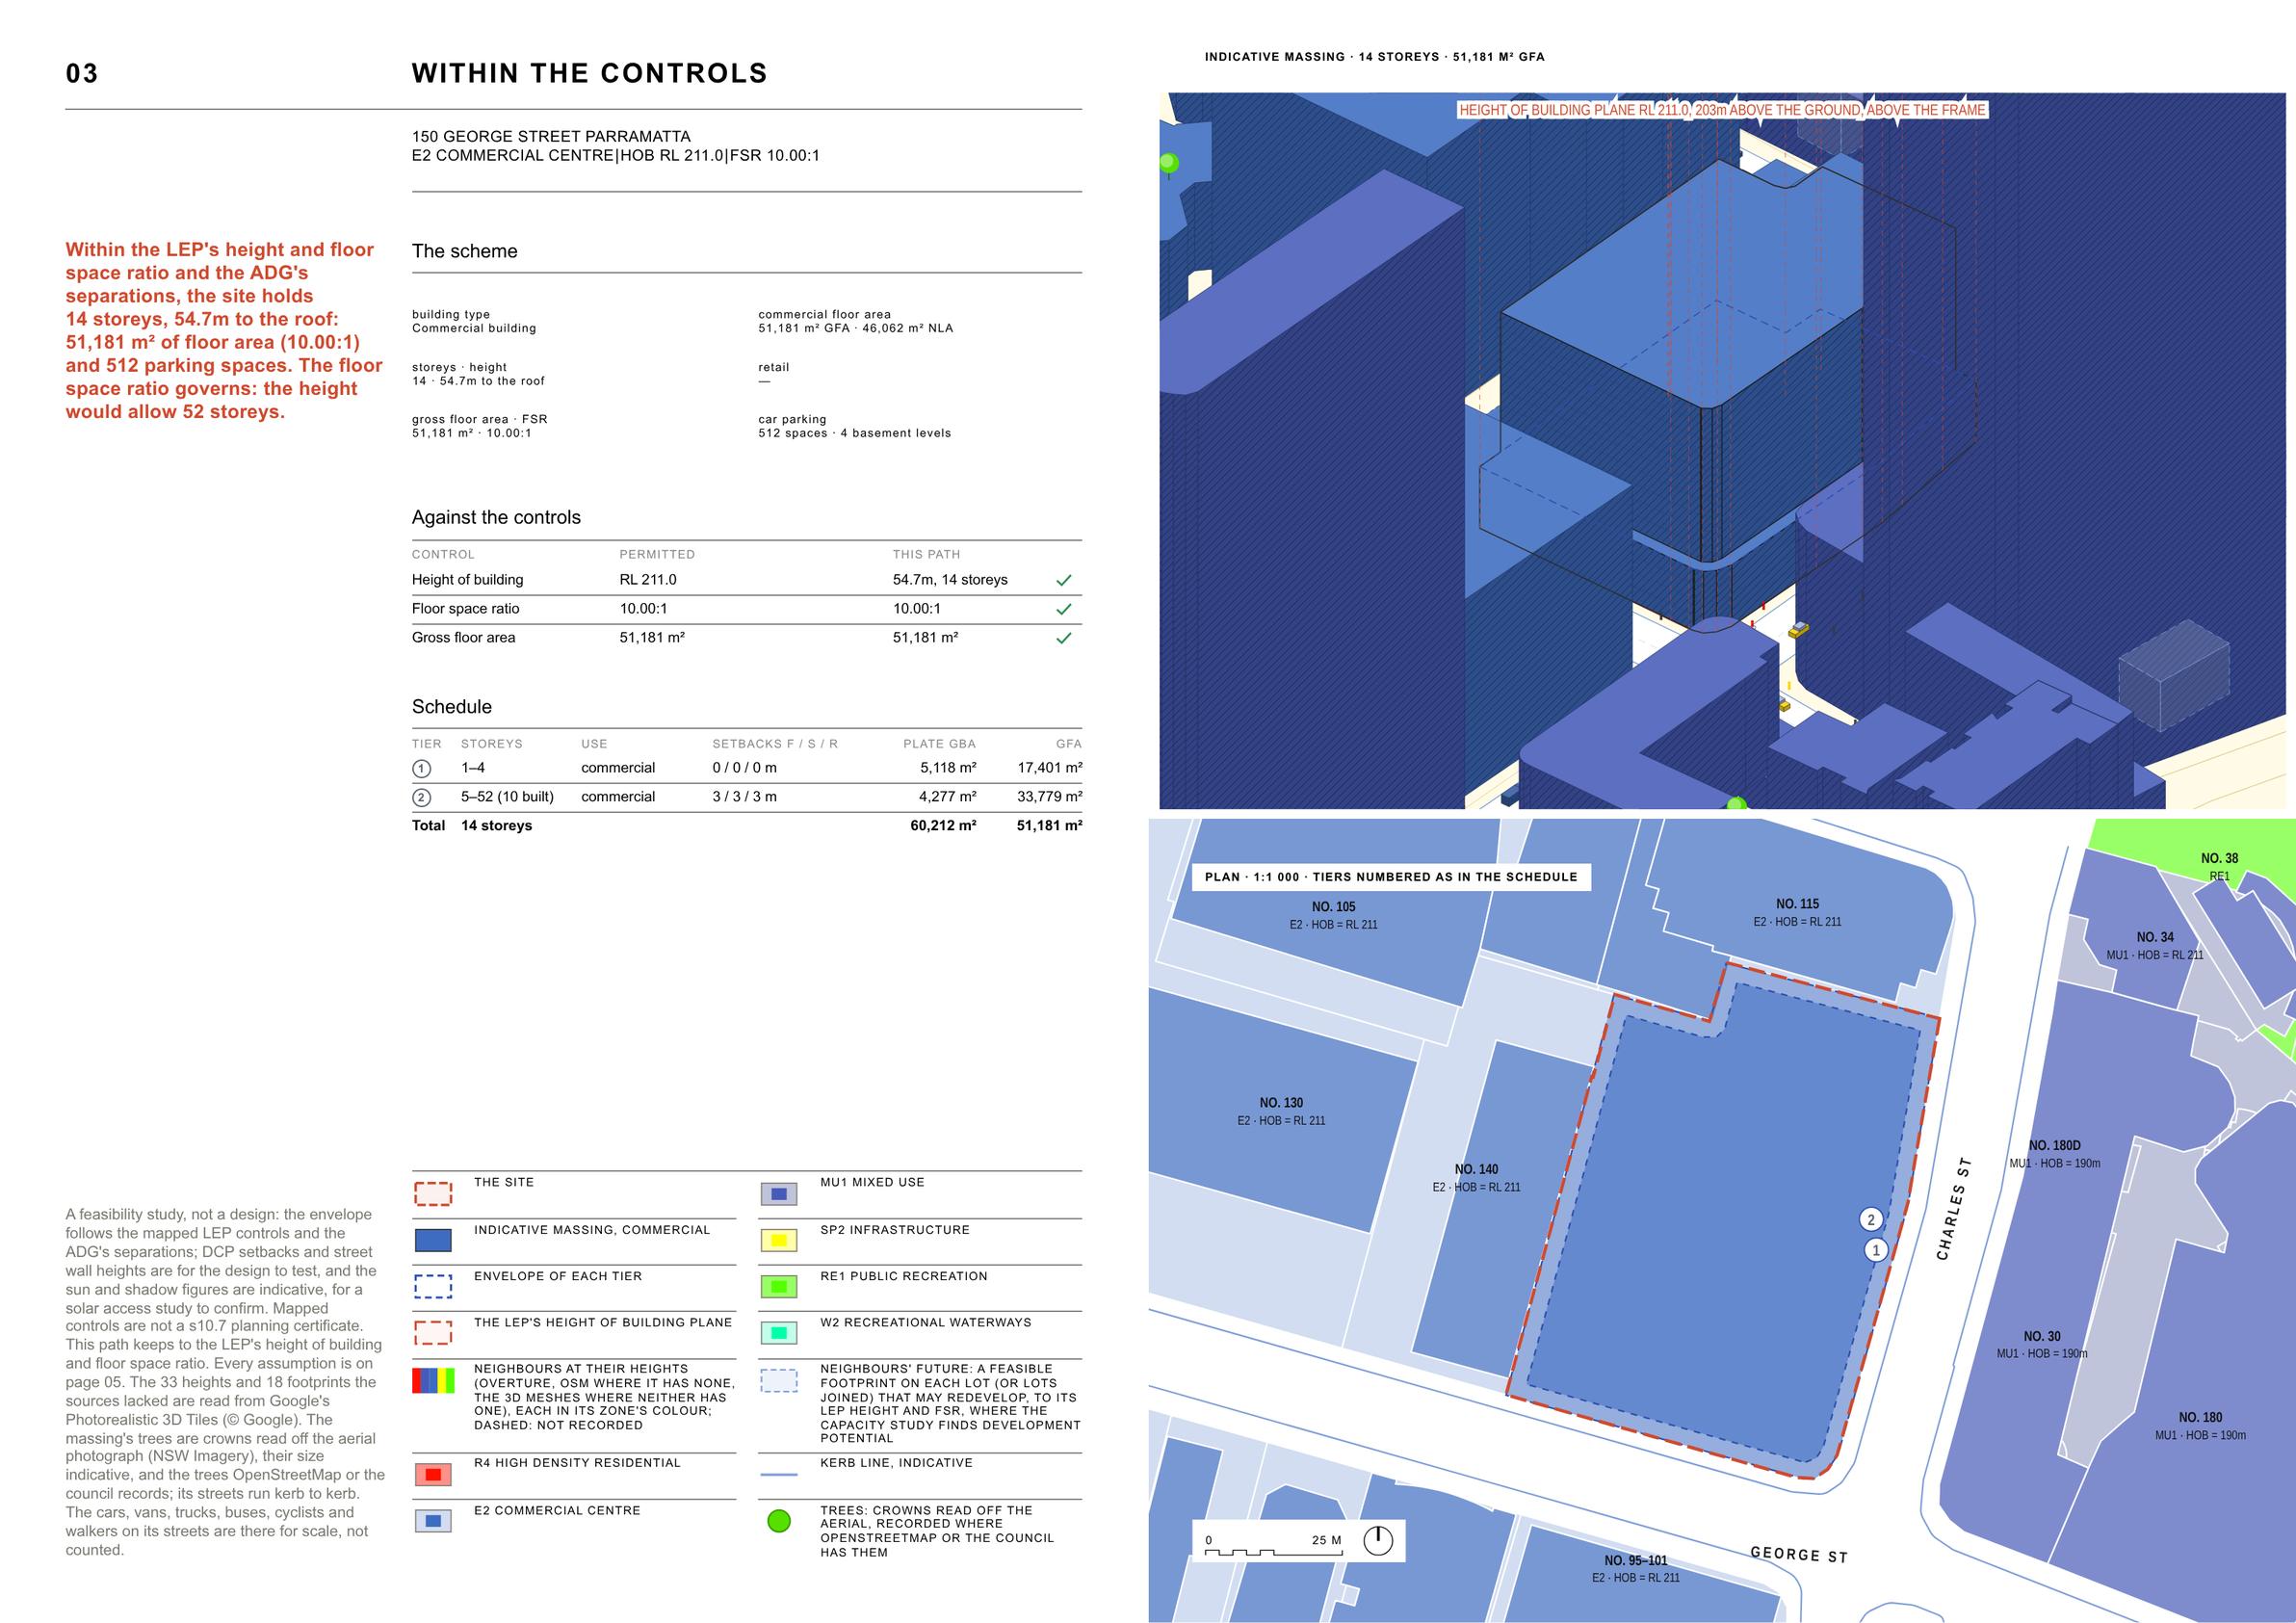 03
WITHIN THE CONTROLS
150 GEORGE STREET PARRAMATTA
E2 COMMERCIAL CENTRE|HOB RL 211.0|FSR 10.00:1
Within the LEP's height and floor
space ratio and the ADG's
separations, the site holds
14 storeys, 54.7m to the roof:
51,181 m² of floor area (10.00:1)
and 512 parking spaces. The floor
space ratio governs: the height
would allow 52 storeys.
The scheme
building type
Commercial building
commercial floor area
51,181 m² GFA · 46,062 m² NLA
storeys · height
14 · 54.7m to the roof
retail
—
gross floor area · FSR
51,181 m² · 10.00:1
car parking
512 spaces · 4 basement levels
Against the controls
CONTROL PERMITTED THIS PATH
Height of building RL 211.0 54.7m, 14 storeys ✓
Floor space ratio 10.00:1 10.00:1 ✓
Gross floor area 51,181 m² 51,181 m² ✓
Schedule
TIER STOREYS USE SETBACKS F / S / R PLATE GBA GFA
1 1–4 commercial 0 / 0 / 0 m 5,118 m² 17,401 m²
2 5–52 (10 built) commercial 3 / 3 / 3 m 4,277 m² 33,779 m²
Total 14 storeys 60,212 m² 51,181 m²
A feasibility study, not a design: the envelope
follows the mapped LEP controls and the
ADG's separations; DCP setbacks and street
wall heights are for the design to test, and the
sun and shadow figures are indicative, for a
solar access study to confirm. Mapped
controls are not a s10.7 planning certificate.
This path keeps to the LEP's height of building
and floor space ratio. Every assumption is on
page 05. The 33 heights and 18 footprints the
sources lacked are read from Google's
Photorealistic 3D Tiles (© Google). The
massing's trees are crowns read off the aerial
photograph (NSW Imagery), their size
indicative, and the trees OpenStreetMap or the
council records; its streets run kerb to kerb.
The cars, vans, trucks, buses, cyclists and
walkers on its streets are there for scale, not
counted.
THE SITE
INDICATIVE MASSING, COMMERCIAL
ENVELOPE OF EACH TIER
THE LEP'S HEIGHT OF BUILDING PLANE
NEIGHBOURS AT THEIR HEIGHTS
(OVERTURE, OSM WHERE IT HAS NONE,
THE 3D MESHES WHERE NEITHER HAS
ONE), EACH IN ITS ZONE'S COLOUR;
DASHED: NOT RECORDED
R4 HIGH DENSITY RESIDENTIAL
E2 COMMERCIAL CENTRE
MU1 MIXED USE
SP2 INFRASTRUCTURE
RE1 PUBLIC RECREATION
W2 RECREATIONAL WATERWAYS
NEIGHBOURS' FUTURE: A FEASIBLE
FOOTPRINT ON EACH LOT (OR LOTS
JOINED) THAT MAY REDEVELOP, TO ITS
LEP HEIGHT AND FSR, WHERE THE
CAPACITY STUDY FINDS DEVELOPMENT
POTENTIAL
KERB LINE, INDICATIVE
TREES: CROWNS READ OFF THE
AERIAL, RECORDED WHERE
OPENSTREETMAP OR THE COUNCIL
HAS THEM
INDICATIVE MASSING · 14 STOREYS · 51,181 M² GFA
HEIGHT OF BUILDING PLANE RL 211.0, 203m ABOVE THE GROUND, ABOVE THE FRAME
PLAN · 1:1 000 · TIERS NUMBERED AS IN THE SCHEDULE
NO. 105
E2 · HOB = RL 211
NO. 115
E2 · HOB = RL 211
NO. 38
RE1
NO. 34
MU1 · HOB = RL 211
NO. 130
E2 · HOB = RL 211
NO. 140
E2 · HOB = RL 211
NO. 180D
MU1 · HOB = 190m
2
1
CHARLES ST
NO. 30
MU1 · HOB = 190m
NO. 180
MU1 · HOB = 190m
0 25 M
GEORGE ST
NO. 95–101
E2 · HOB = RL 211